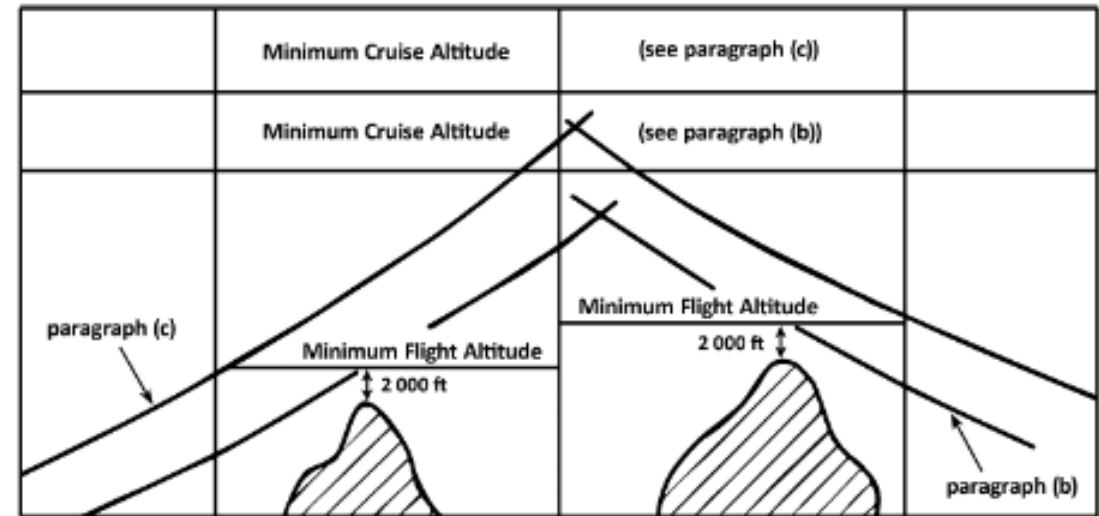 Minimum Cruise Altitude (see paragraph (c))
Minimum Cruise Altitude (see paragraph (b))
Minimum Flight Altitude
paragraph (c)
2 000 ft
Minimum Flight Altitude
2 000 ft
paragraph (b)